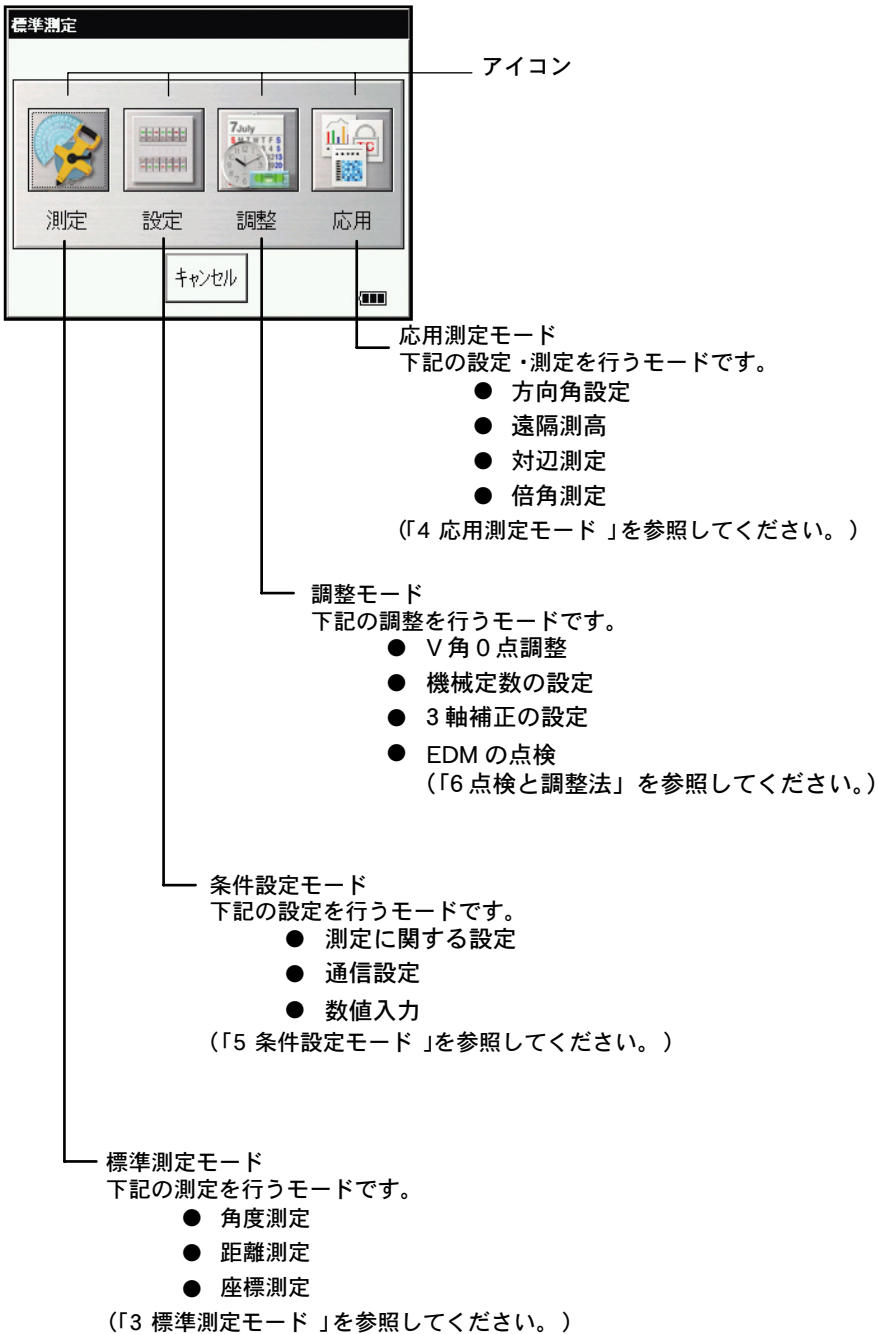 標準測定
アイコン
7July
S M T W T F S
TC
測定 設定 調整 応用
キャンセル
応用測定モード
下記の設定・測定を行うモードです。
● 方向角設定
● 遠隔測高
● 対辺測定
● 倍角測定
(「4 応用測定モード 」を参照してください。)
調整モード
下記の調整を行うモードです。
● V角0点調整
● 機械定数の設定
● 3軸補正の設定
● EDMの点検
(「6点検と調整法」を参照してください。)
条件設定モード
下記の設定を行うモードです。
● 測定に関する設定
● 通信設定
● 数値入力
(「5 条件設定モード 」を参照してください。)
標準測定モード
下記の測定を行うモードです。
● 角度測定
● 距離測定
● 座標測定
(「3 標準測定モード 」を参照してください。)